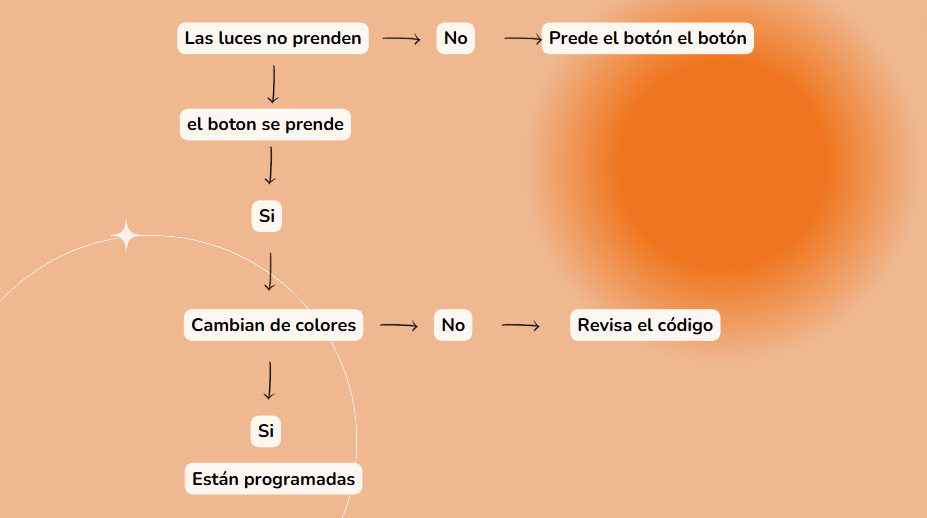 Las luces no prenden
No
Prede el botón el botón
el boton se prende
Si
Cambian de colores
No
Revisa el código
Si
Están programadas